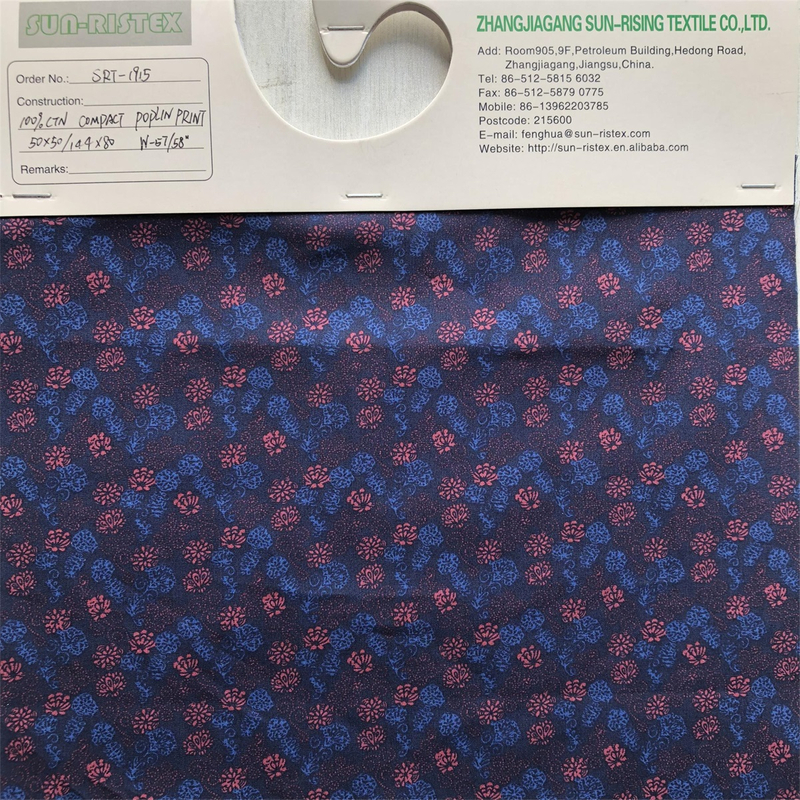 SUN-RISTEX
Order No.: SRT-1915
Construction:
100% CTN COMPACT POPLIN PRINT
50X50/144X80 W-57/58"
Remarks:
ZHANGJIAGANG SUN-RISING TEXTILE CO.,LTD.
Add: Room905,9F,Petroleum Building,Hedong Road,
Zhangjiagang,Jiangsu,China.
Tel: 86-512-5815 6032
Fax: 86-512-5879 0775
Mobile: 86-13962203785
Postcode: 215600
E-mail: fenghua@sun-ristex.com
Website: http://sun-ristex.en.alibaba.com